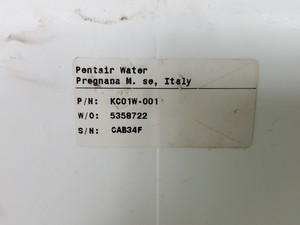 Pentair Water
Pregnana M. se, Italy
P/N: KC01W-001
W/O: 5358722
S/N: CAB34F